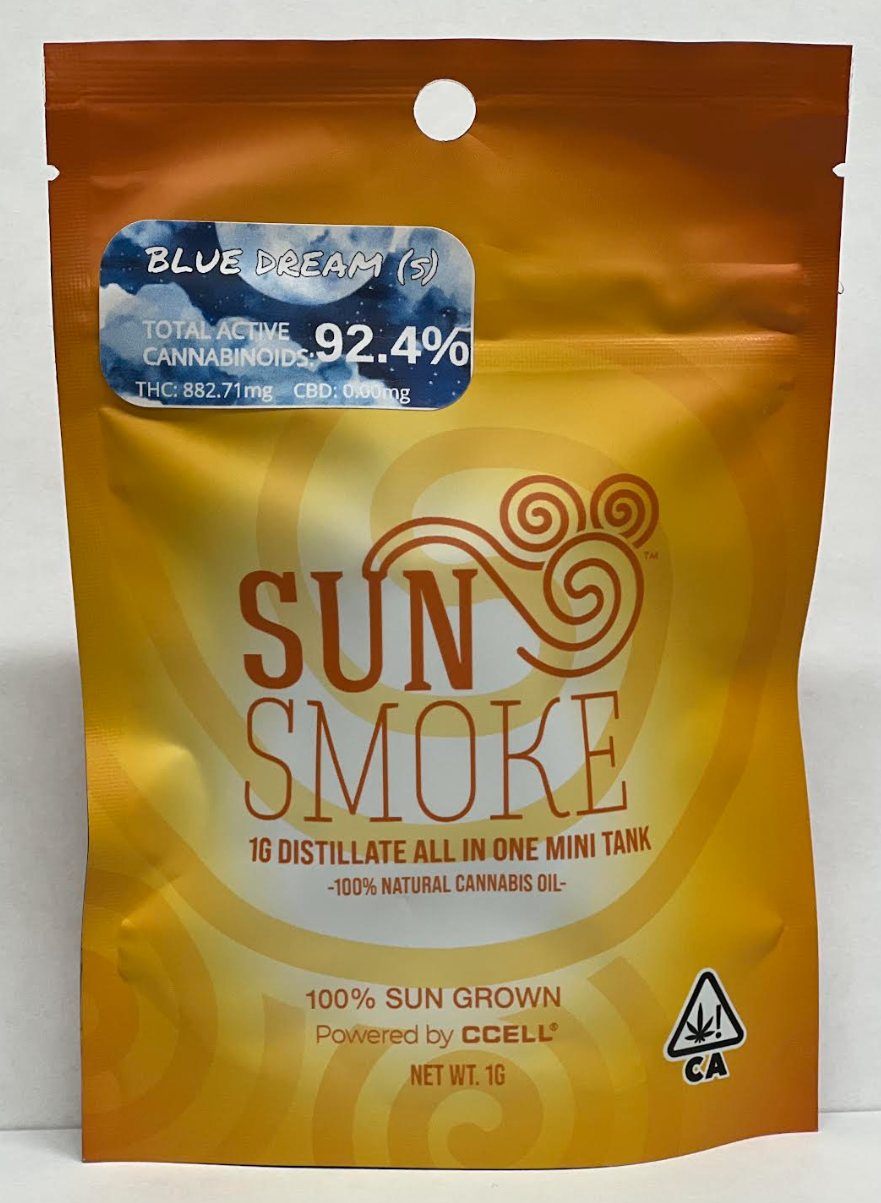 BLUE DREAM (s)
TOTAL ACTIVE
CANNABINOIDS: 92.4%
THC: 882.71mg CBD: 0.00mg
SUN
TM
SMOKE
1G DISTILLATE ALL IN ONE MINI TANK
-100% NATURAL CANNABIS OIL-
100% SUN GROWN
Powered by CCELL®
NET WT. 1G
!
CA